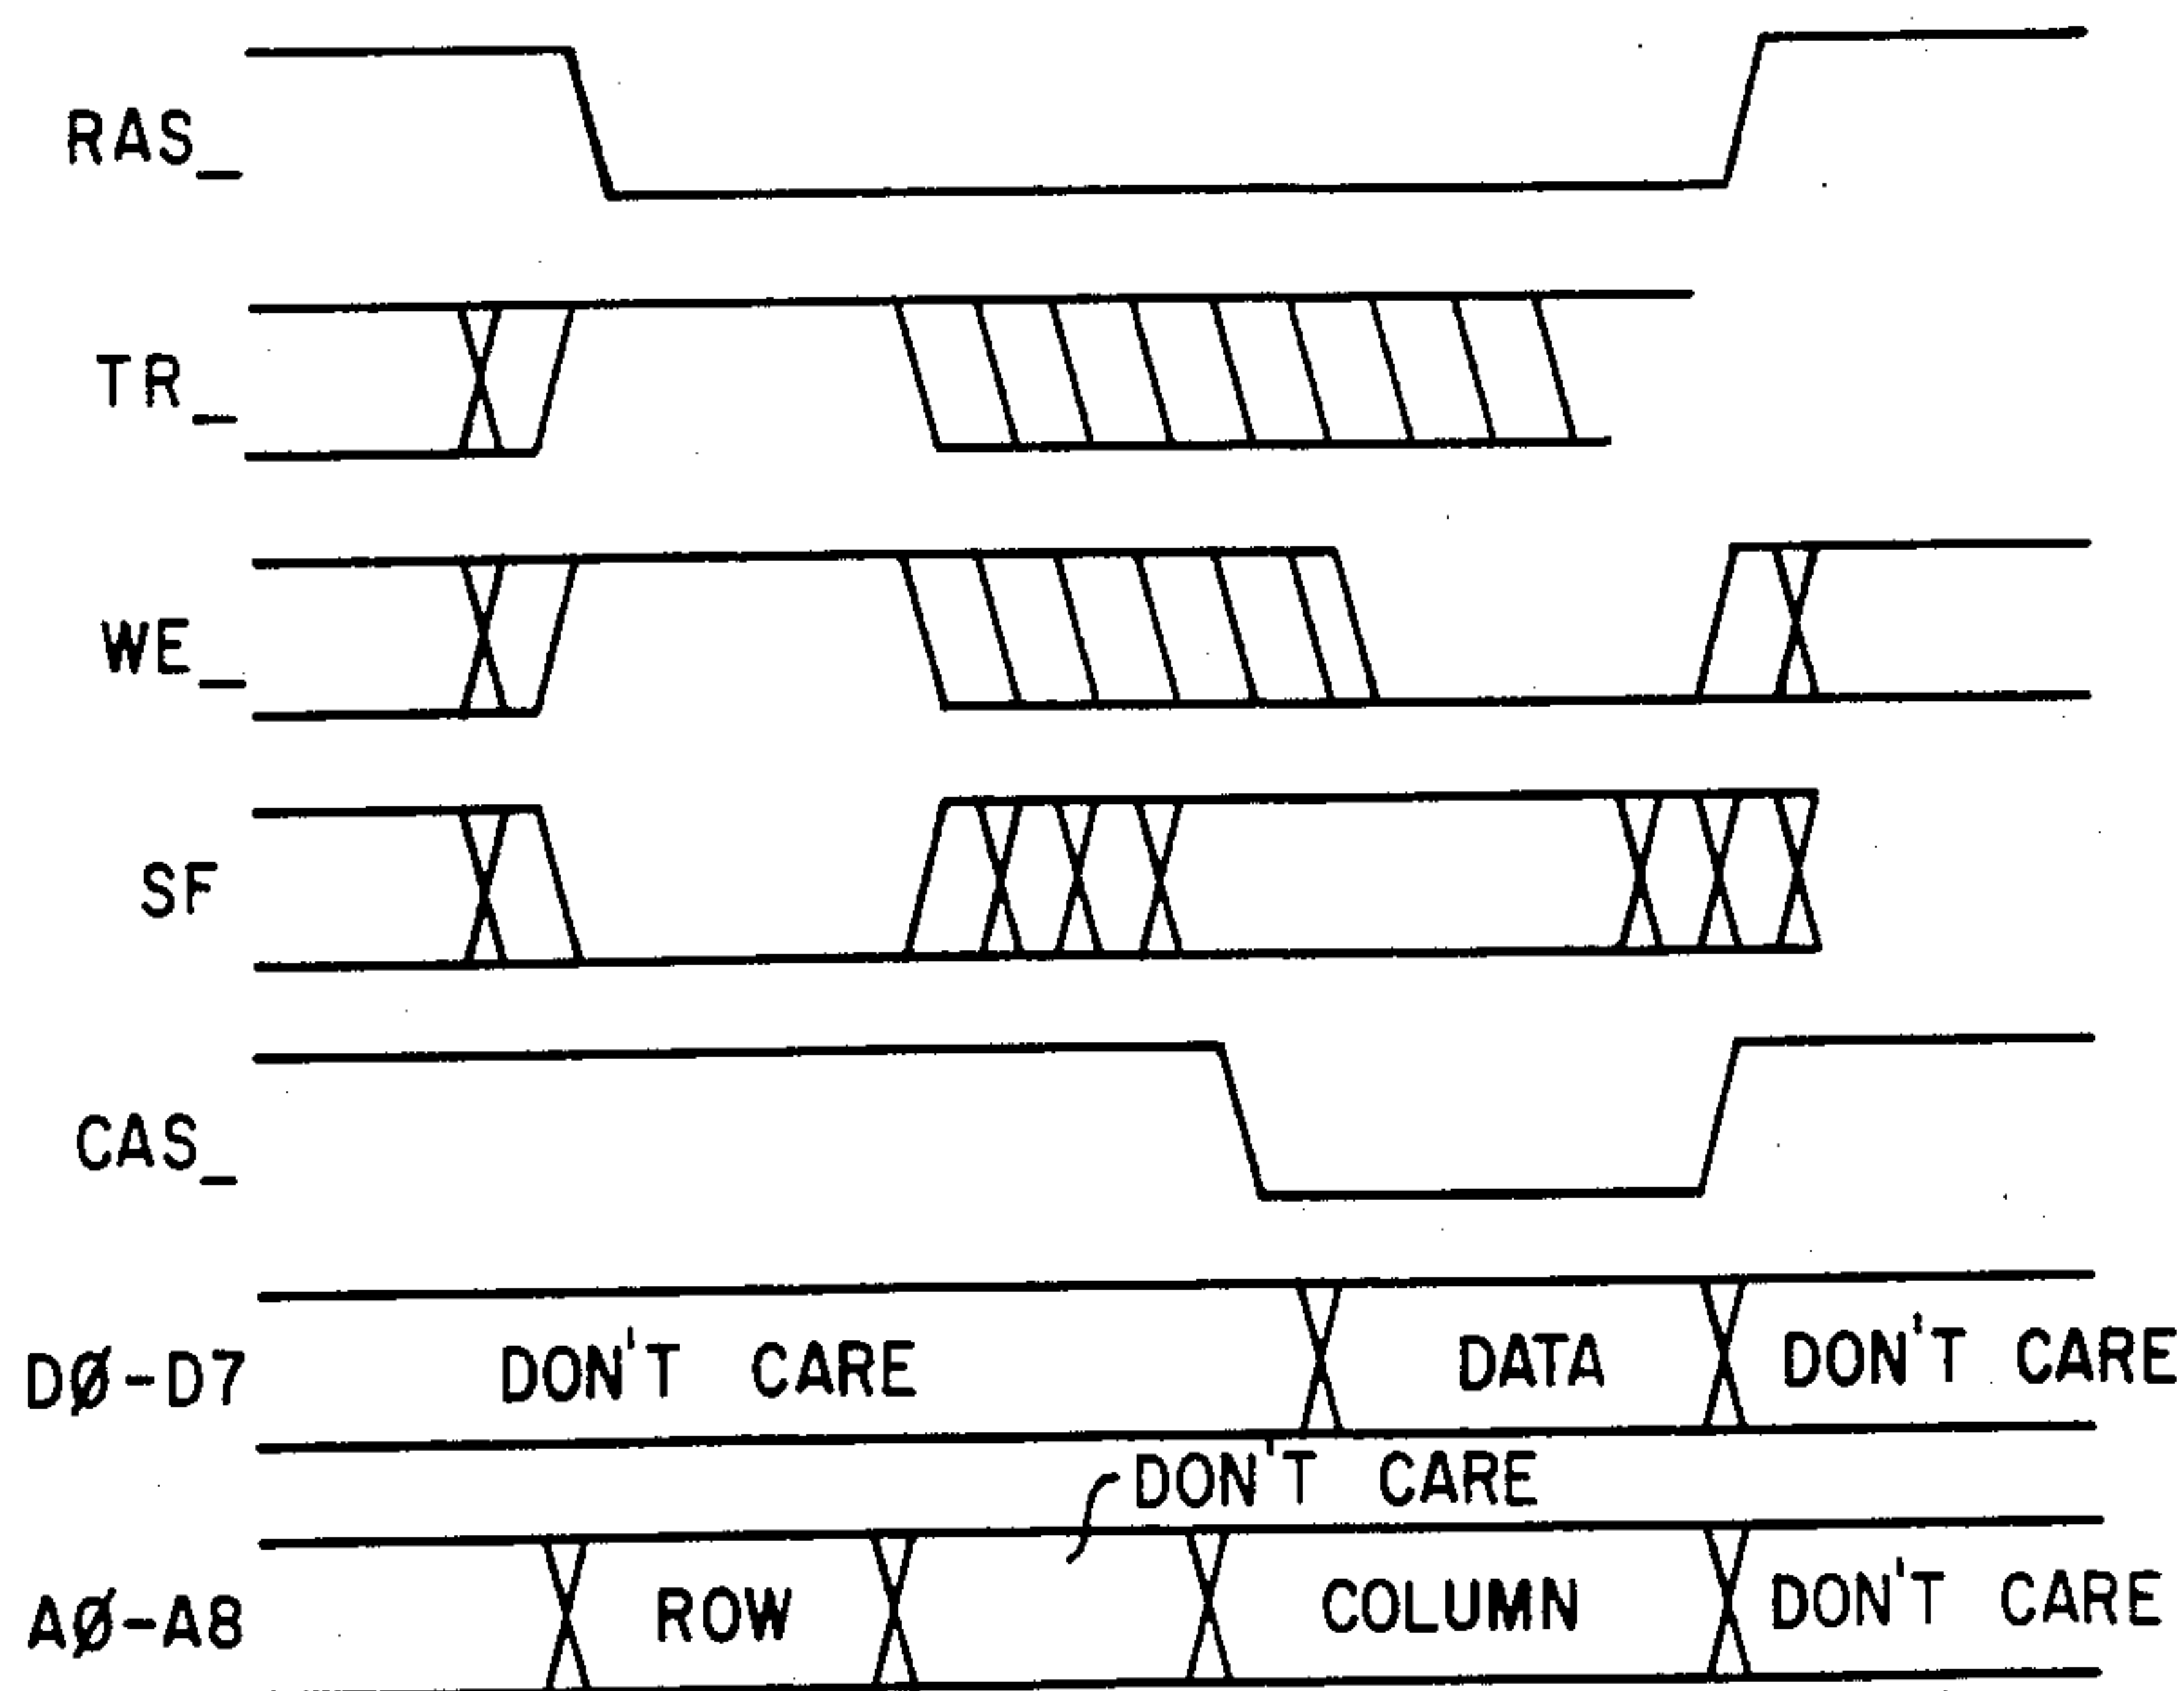 RAS_
TR_
WE_
SF
CAS_
DØ-D7 DON'T CARE DATA DON'T CARE
DON'T CARE
AØ-A8 ROW COLUMN DON'T CARE